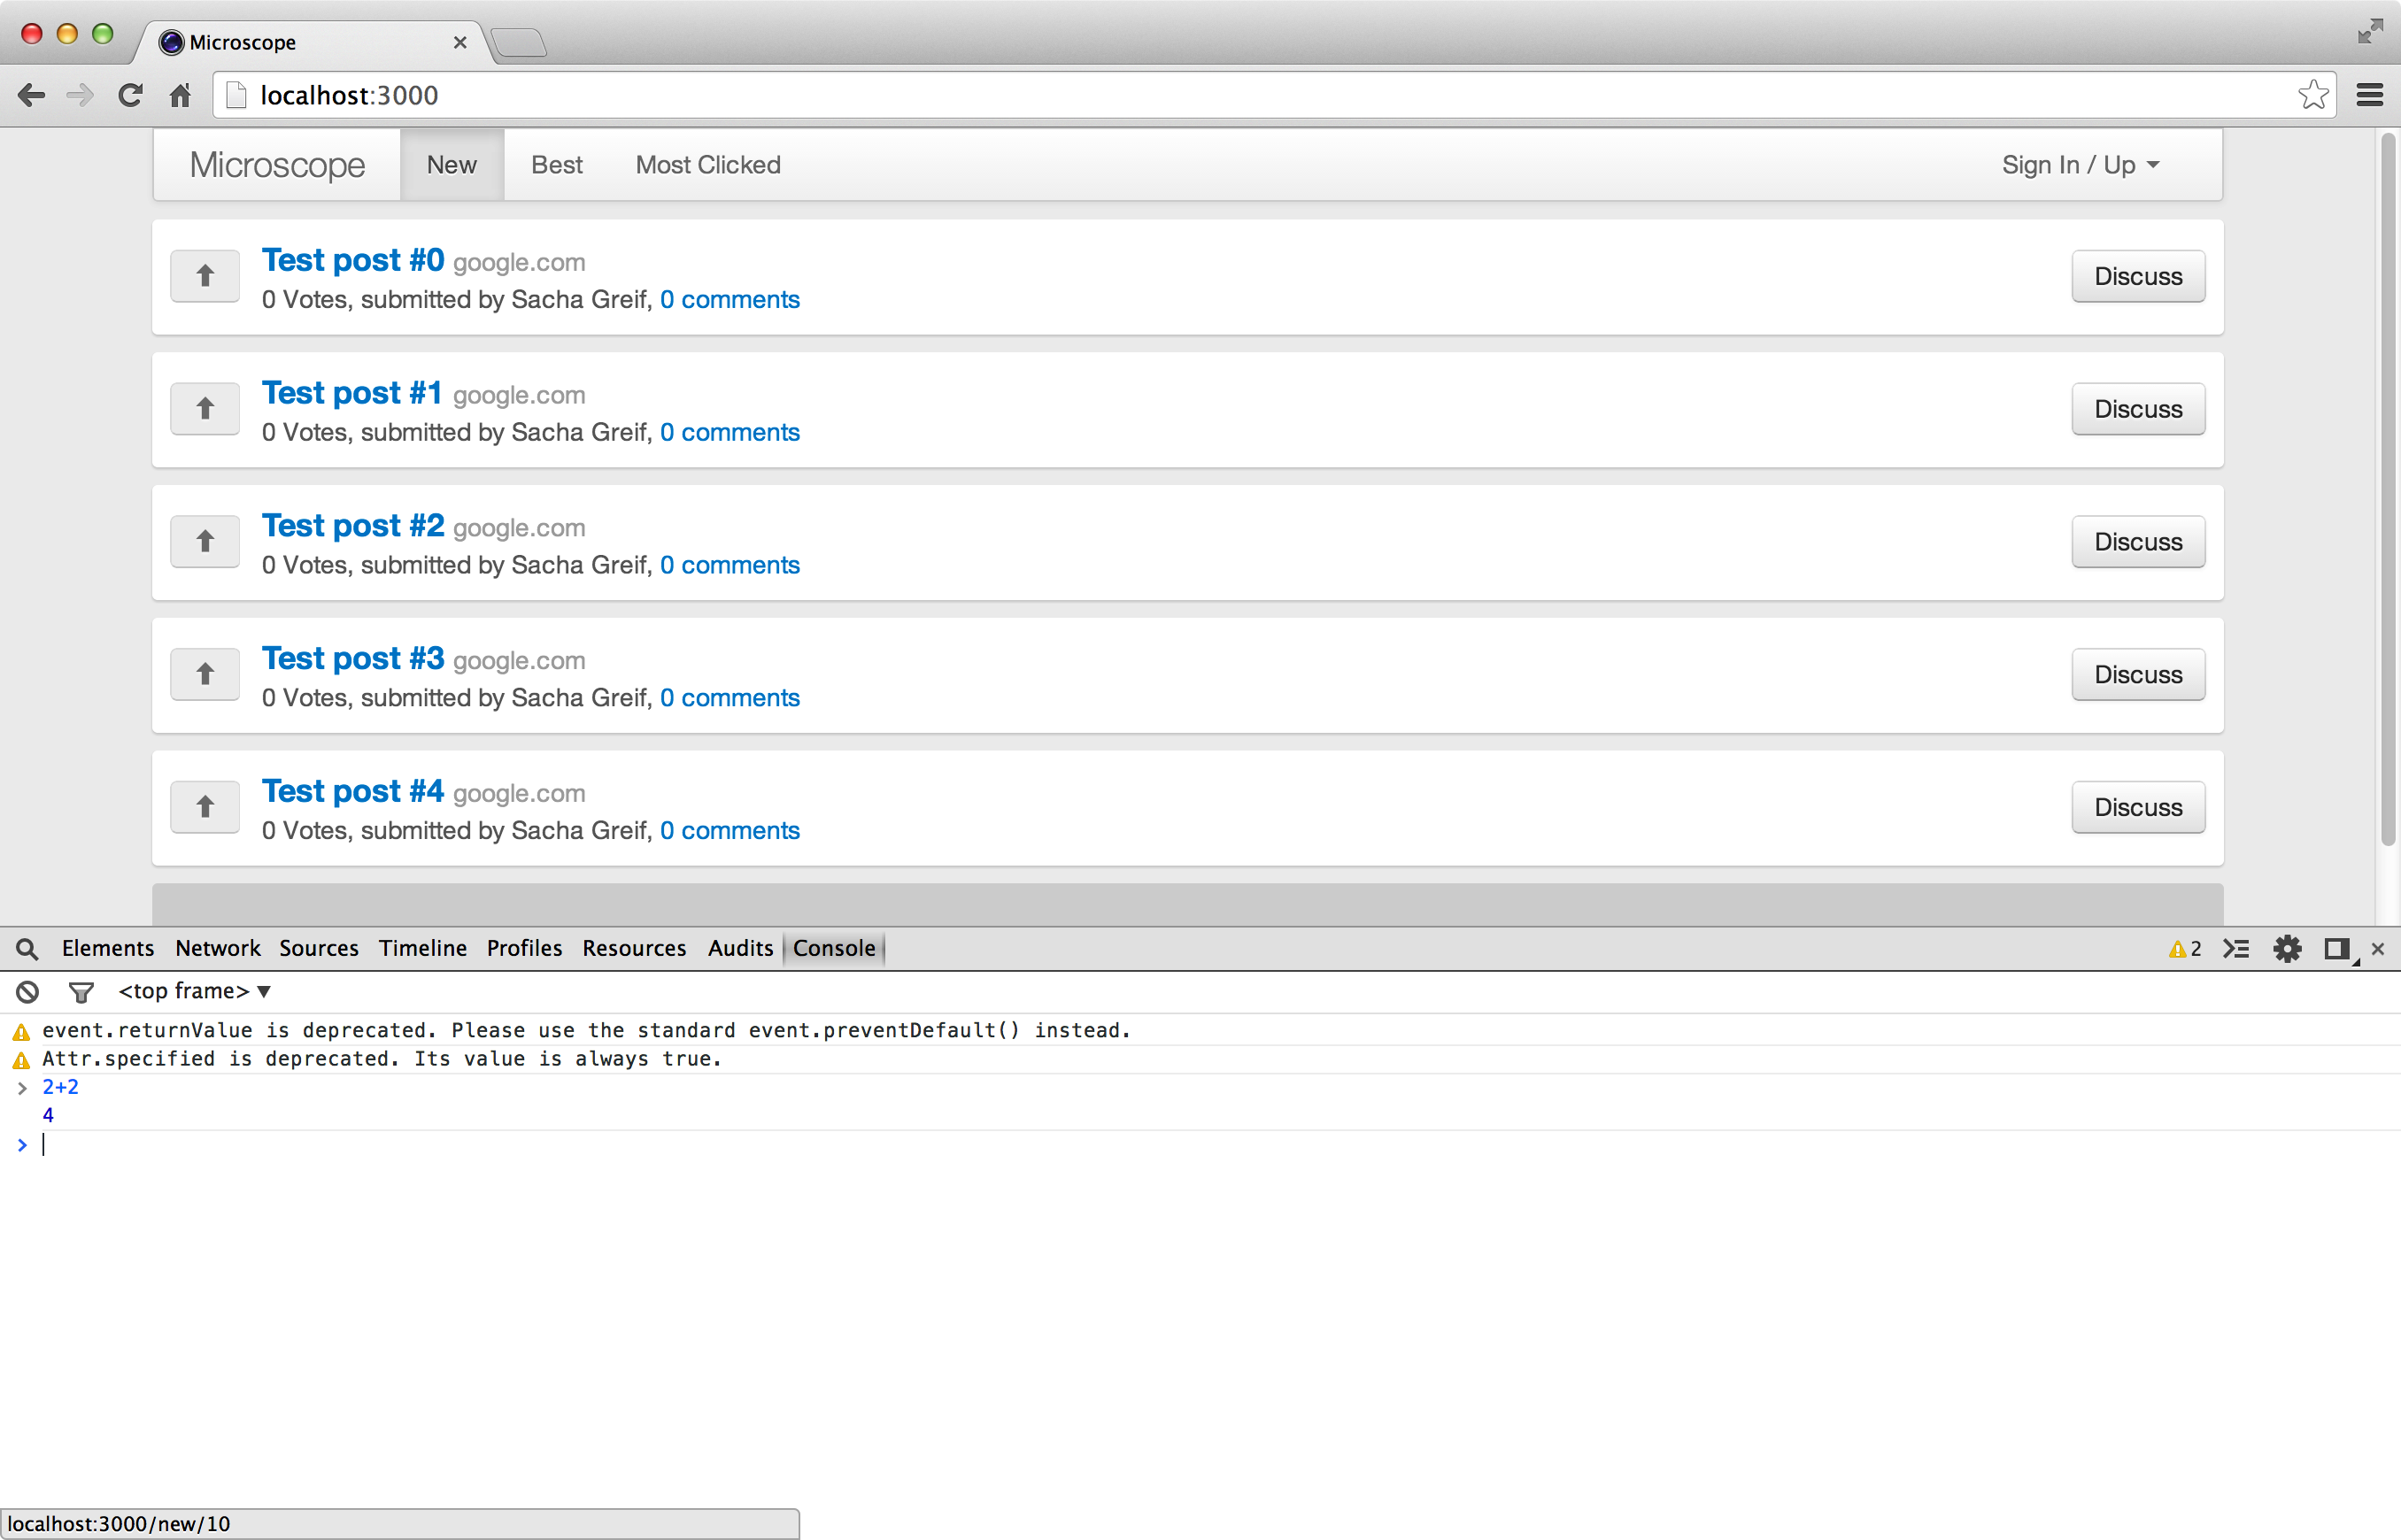 Microscope
localhost:3000
Microscope New Best Most Clicked Sign In / Up
Test post #0 google.com
0 Votes, submitted by Sacha Greif, 0 comments
Discuss
Test post #1 google.com
0 Votes, submitted by Sacha Greif, 0 comments
Discuss
Test post #2 google.com
0 Votes, submitted by Sacha Greif, 0 comments
Discuss
Test post #3 google.com
0 Votes, submitted by Sacha Greif, 0 comments
Discuss
Test post #4 google.com
0 Votes, submitted by Sacha Greif, 0 comments
Discuss
Elements Network Sources Timeline Profiles Resources Audits Console 2
<top frame>
event.returnValue is deprecated. Please use the standard event.preventDefault() instead.
Attr.specified is deprecated. Its value is always true.
> 2+2
4
>
localhost:3000/new/10